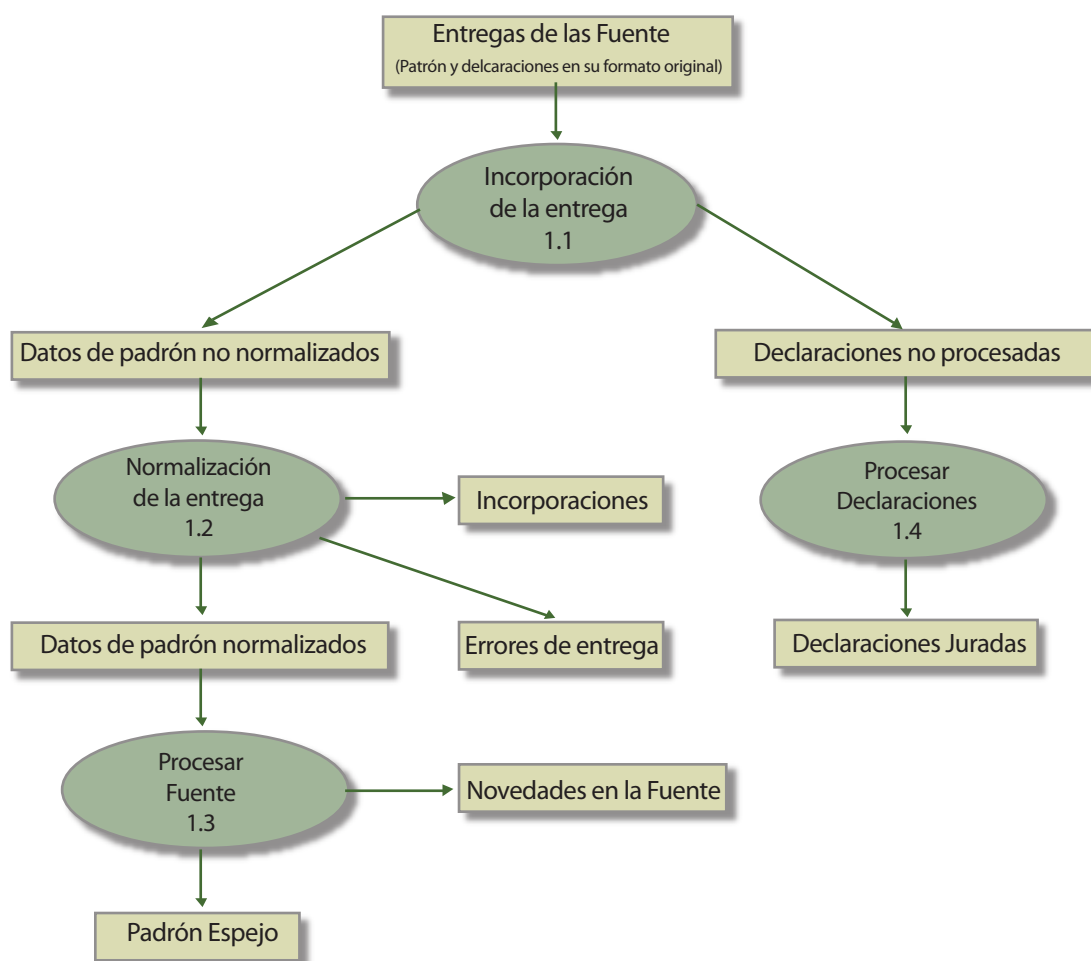 Entregas de las Fuente
(Patrón y delcaraciones en su formato original)
Incorporación
de la entrega
1.1
Datos de padrón no normalizados
Declaraciones no procesadas
Normalización
de la entrega
1.2
Incorporaciones
Procesar
Declaraciones
1.4
Datos de padrón normalizados
Errores de entrega
Declaraciones Juradas
Procesar
Fuente
1.3
Novedades en la Fuente
Padrón Espejo